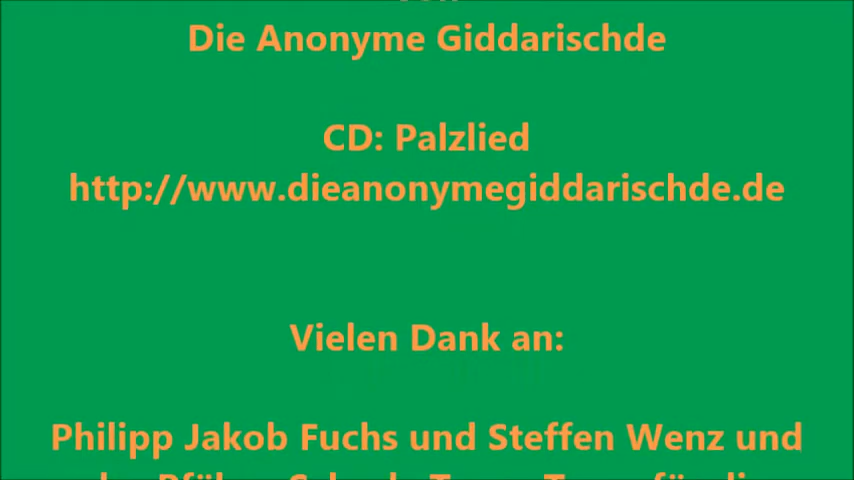 Die Anonyme Giddarischde
CD: Palzlied
http://www.dieanonymegiddarischde.de
Vielen Dank an:
Philipp Jakob Fuchs und Steffen Wenz und